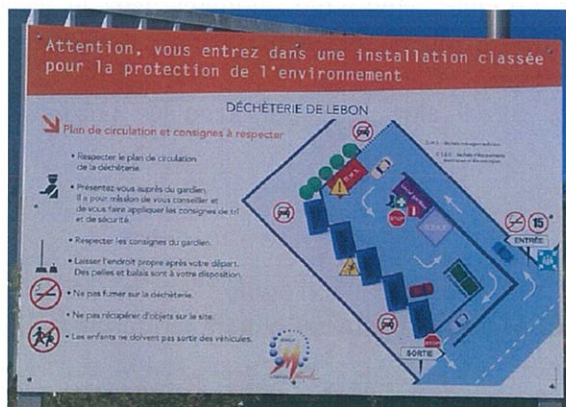 Attention, vous entrez dans une installation classée
pour la protection de l'environnement
DÉCHÈTERIE DE LEBON
Plan de circulation et consignes à respecter
• Respecter le plan de circulation
de la déchèterie.
• Présentez-vous auprès du gardien.
Il a pour mission de vous conseiller et
de vous faire appliquer les consignes de tri
et de sécurité.
• Respecter les consignes du gardien.
• Laisser l'endroit propre après votre départ.
Des pelles et balais sont à votre disposition.
• Ne pas fumer sur la déchèterie.
• Ne pas récupérer d'objets sur le site.
• Les enfants ne doivent pas sortir des véhicules.
D.M.S.
STOP
15
ENTRÉE
STOP
SORTIE